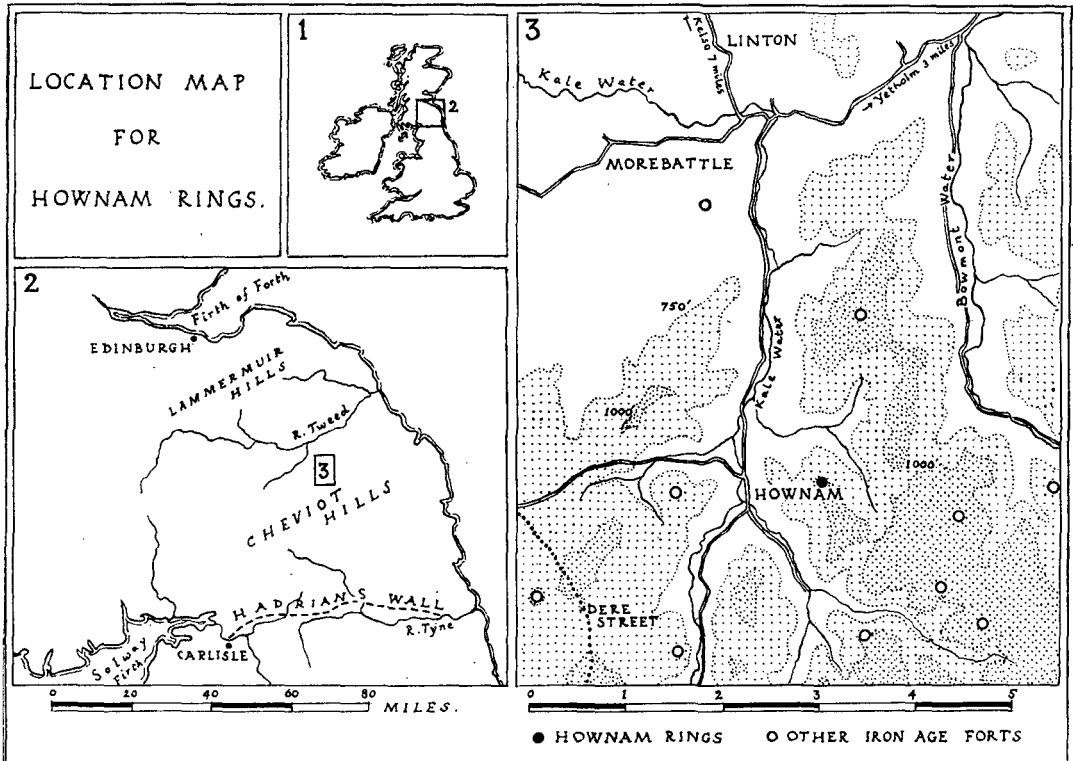 LOCATION MAP
FOR
HOWNAM RINGS.
1
2
2
Firth of Forth
EDINBURGH
LAMMERMUIR
HILLS
R. Tweed
3
CHEVIOT
HILLS
HADRIANS WALL
R. Tyne
CARLISLE
Solway
Firth
0 20 40 60 80 MILES.
3
LINTON
Kelso 7 miles
Kale Water
Yetholm 3 miles
MOREBATTLE
Bowmont Water
750'
Kale Water
1000
1000
HOWNAM
DERE
STREET
0 1 2 3 4 5
HOWNAM RINGS
OTHER IRON AGE FORTS